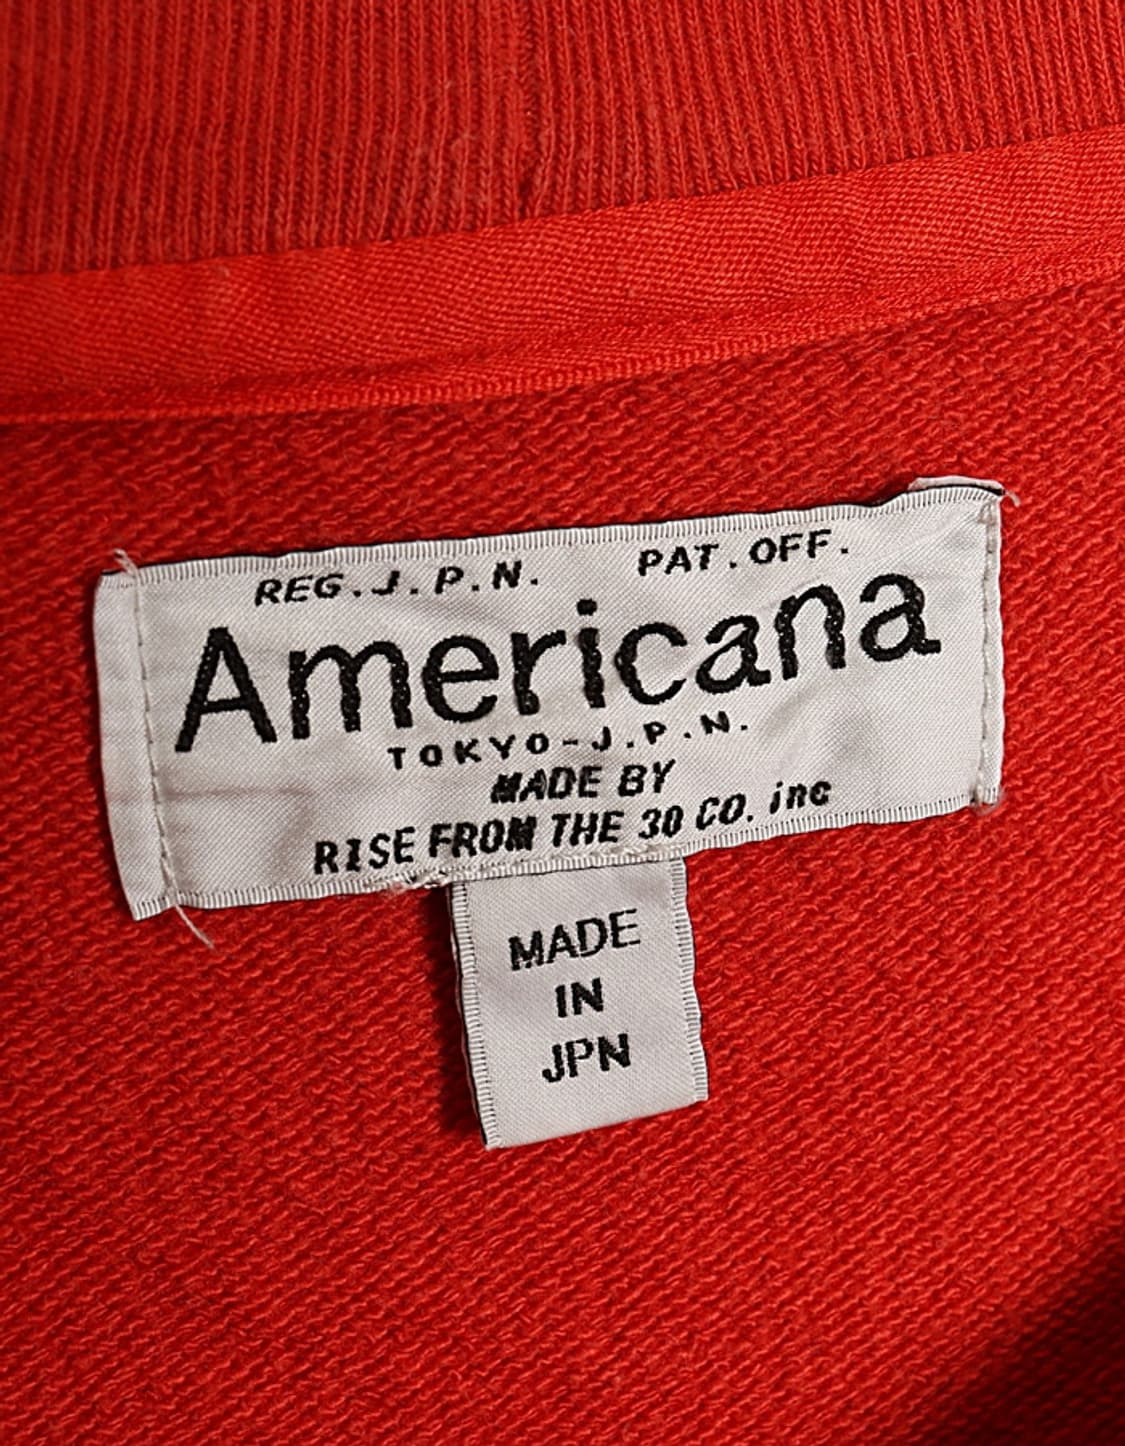 REG.J.P.N. PAT.OFF.
Americana
TOKYO-J.P.N.
MADE BY
RISE FROM THE 30 CO. inc
MADE
IN
JPN